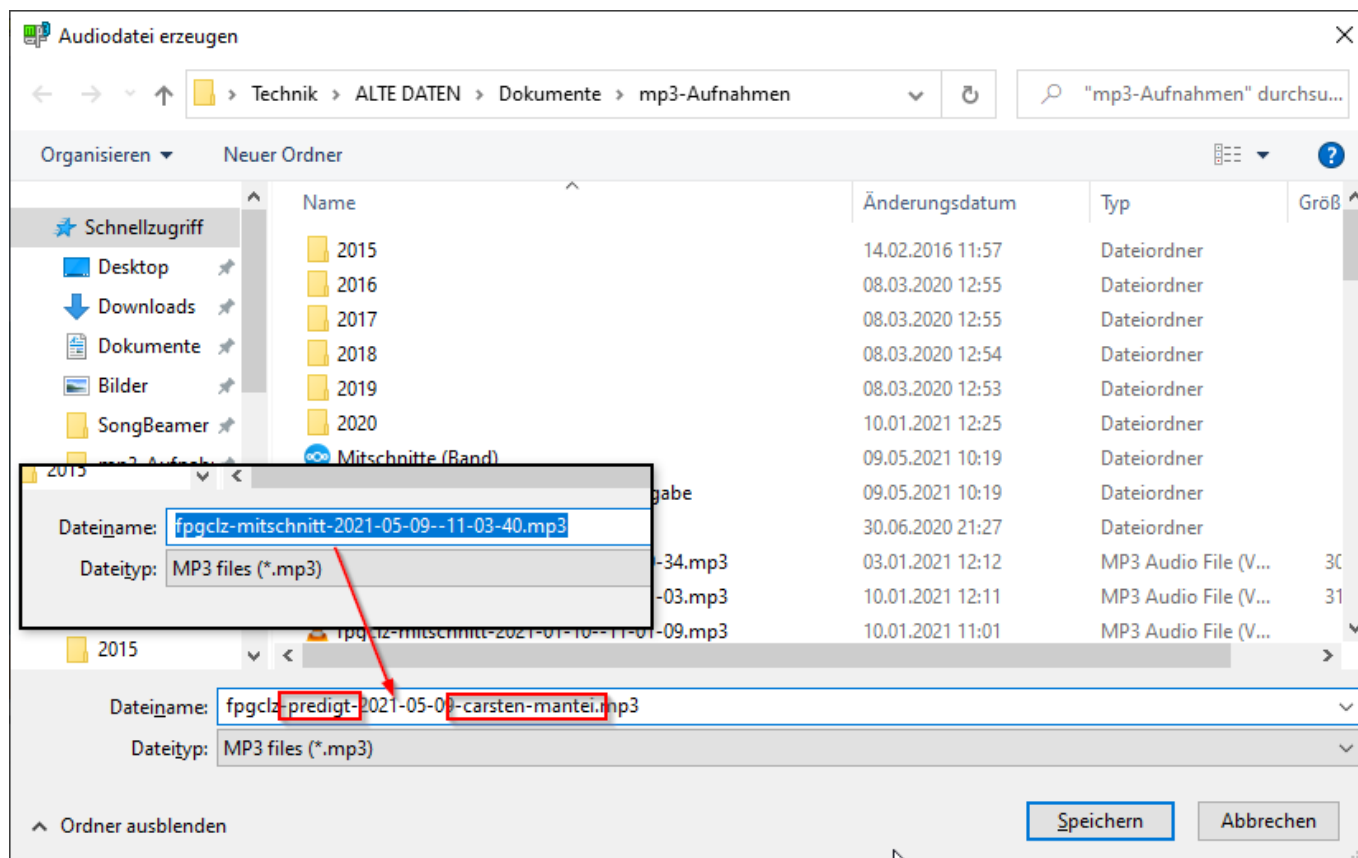 Audiodatei erzeugen
Technik > ALTE DATEN > Dokumente > mp3-Aufnahmen
"mp3-Aufnahmen" durchsu...
Organisieren
Neuer Ordner
Name Änderungsdatum Typ Größ
Schnellzugriff
Desktop
Downloads
Dokumente
Bilder
SongBeamer
2015 14.02.2016 11:57 Dateiordner
2016 08.03.2020 12:55 Dateiordner
2017 08.03.2020 12:55 Dateiordner
2018 08.03.2020 12:54 Dateiordner
2019 08.03.2020 12:53 Dateiordner
2020 10.01.2021 12:25 Dateiordner
Mitschnitte (Band) 09.05.2021 10:19 Dateiordner
gabe 09.05.2021 10:19 Dateiordner
30.06.2020 21:27 Dateiordner
-34.mp3 03.01.2021 12:12 MP3 Audio File (V... 30
-03.mp3 10.01.2021 12:11 MP3 Audio File (V... 31
fpgclz-mitschnitt-2021-01-10--11-01-09.mp3 10.01.2021 11:01 MP3 Audio File (V...
2015
Dateiname: fpgclz-mitschnitt-2021-05-09--11-03-40.mp3
Dateityp: MP3 files (*.mp3)
2015
Dateiname: fpgclz-predigt-2021-05-09-carsten-mantei.mp3
Dateityp: MP3 files (*.mp3)
Ordner ausblenden
Speichern
Abbrechen